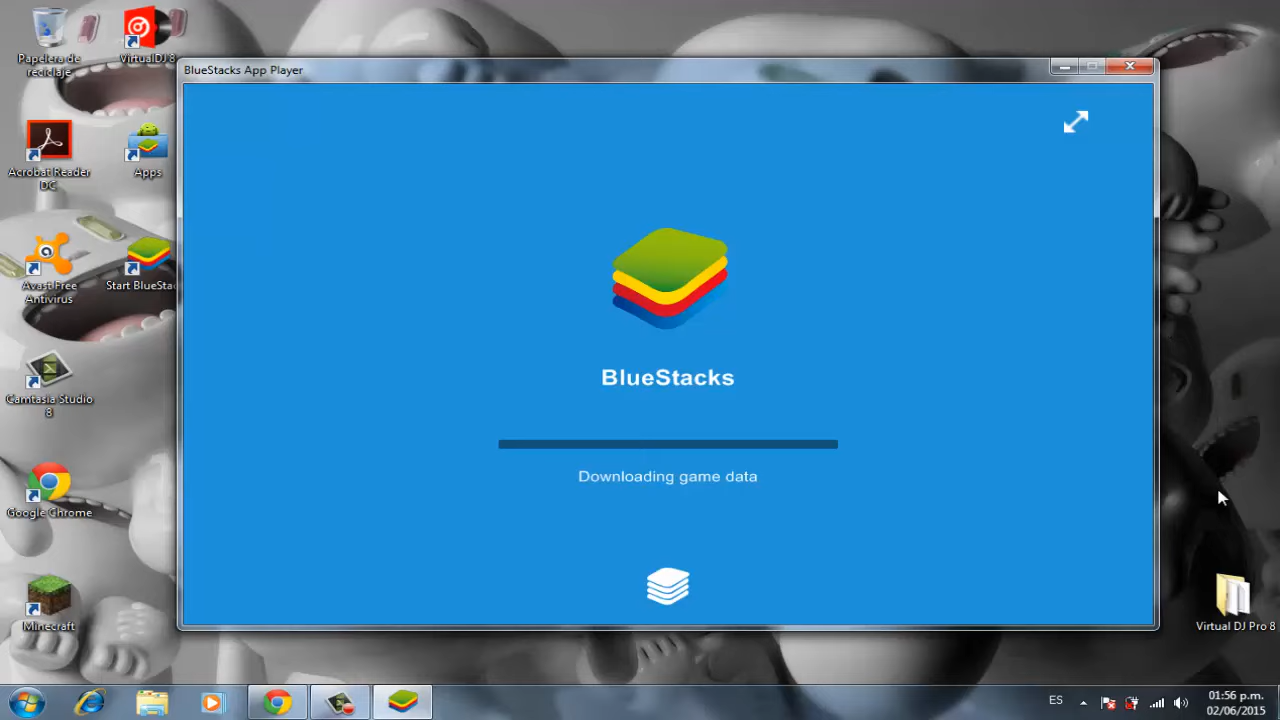 Papelera de
reciclaje
VirtualDJ 8
BlueStacks App Player
Acrobat Reader
DC
Apps
Avast Free
Antivirus
Start BlueStac
BlueStacks
Downloading game data
Camtasia Studio
8
Google Chrome
Minecraft
Virtual DJ Pro 8
ES
01:56 p.m.
02/06/2015